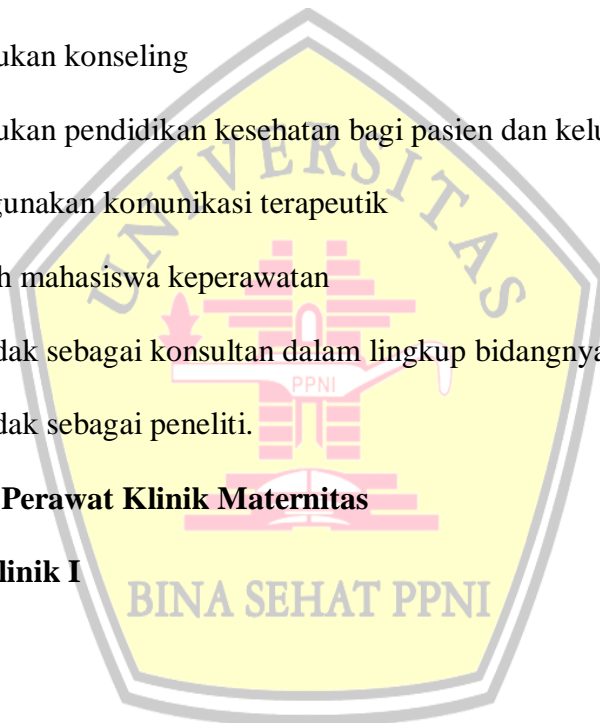 ukan konseling
ukan pendidikan kesehatan bagi pasien dan kelu
gunakan komunikasi terapeutik
h mahasiswa keperawatan
dak sebagai konsultan dalam lingkup bidangnya
dak sebagai peneliti.
Perawat Klinik Maternitas
linik I
UNIVERSITAS
PPNI
BINA SEHAT PPNI